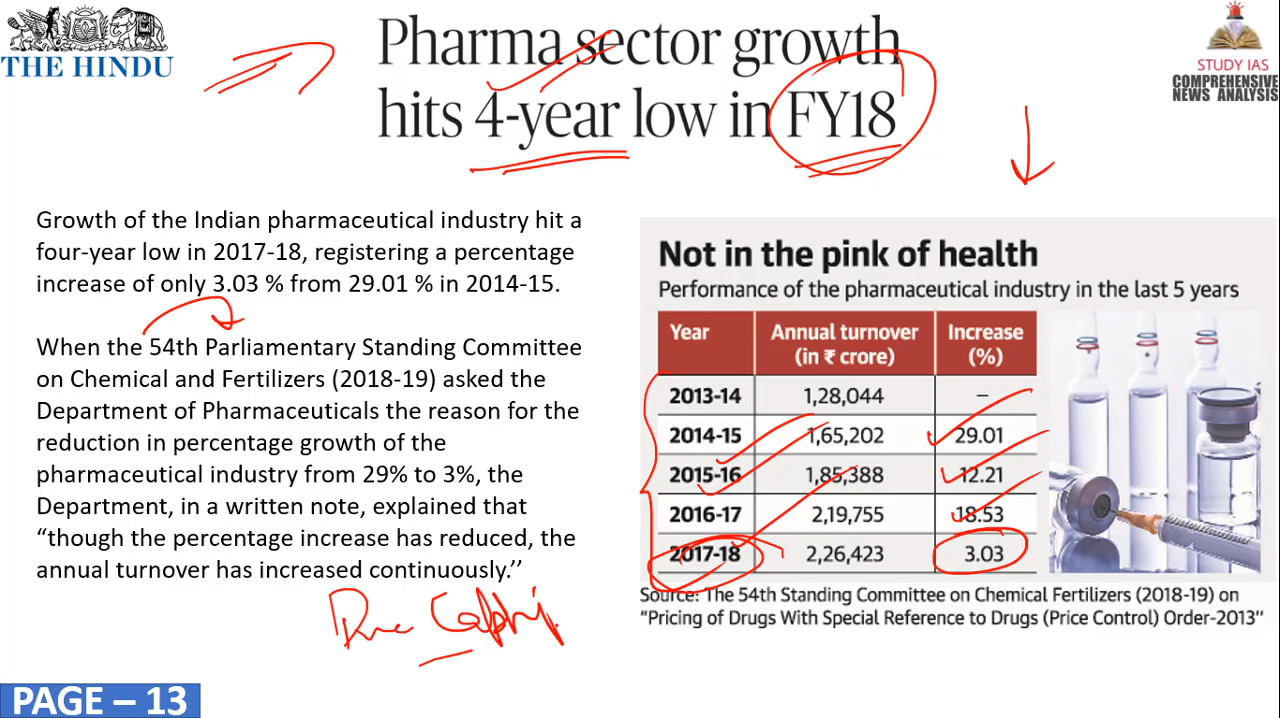 THE HINDU
Pharma sector growth
hits 4-year low in FY18
STUDY IAS
COMPREHENSIVE
NEWS ANALYSIS
Growth of the Indian pharmaceutical industry hit a
four-year low in 2017-18, registering a percentage
increase of only 3.03 % from 29.01 % in 2014-15.
When the 54th Parliamentary Standing Committee
on Chemical and Fertilizers (2018-19) asked the
Department of Pharmaceuticals the reason for the
reduction in percentage growth of the
pharmaceutical industry from 29% to 3%, the
Department, in a written note, explained that
“though the percentage increase has reduced, the
annual turnover has increased continuously.’’
Not in the pink of health
Performance of the pharmaceutical industry in the last 5 years
Year Annual turnover (in ₹ crore) Increase (%)
2013-14 1,28,044 –
2014-15 1,65,202 29.01
2015-16 1,85,388 12.21
2016-17 2,19,755 18.53
2017-18 2,26,423 3.03
Source: The 54th Standing Committee on Chemical Fertilizers (2018-19) on
“Pricing of Drugs With Special Reference to Drugs (Price Control) Order-2013”
PAGE – 13